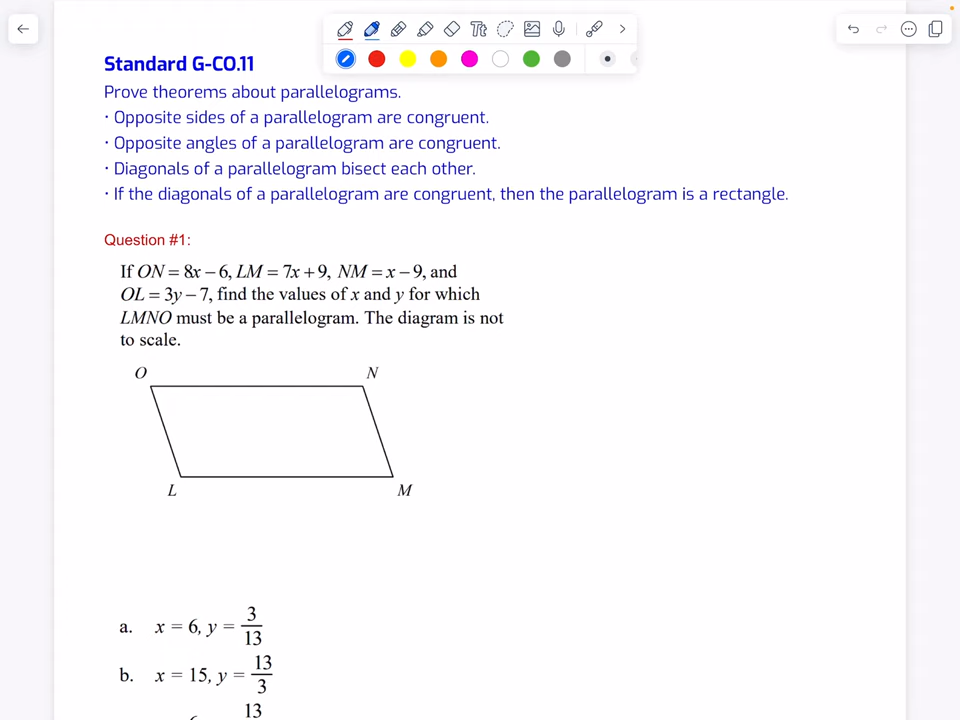 Tt
Standard G-CO.11
Prove theorems about parallelograms.
· Opposite sides of a parallelogram are congruent.
· Opposite angles of a parallelogram are congruent.
· Diagonals of a parallelogram bisect each other.
· If the diagonals of a parallelogram are congruent, then the parallelogram is a rectangle.
Question #1:
If ON = 8x − 6, LM = 7x + 9, NM = x − 9, and
OL = 3y − 7, find the values of x and y for which
LMNO must be a parallelogram. The diagram is not
to scale.
O N
L M
a. x = 6, y = 3/13
b. x = 15, y = 13/3
13